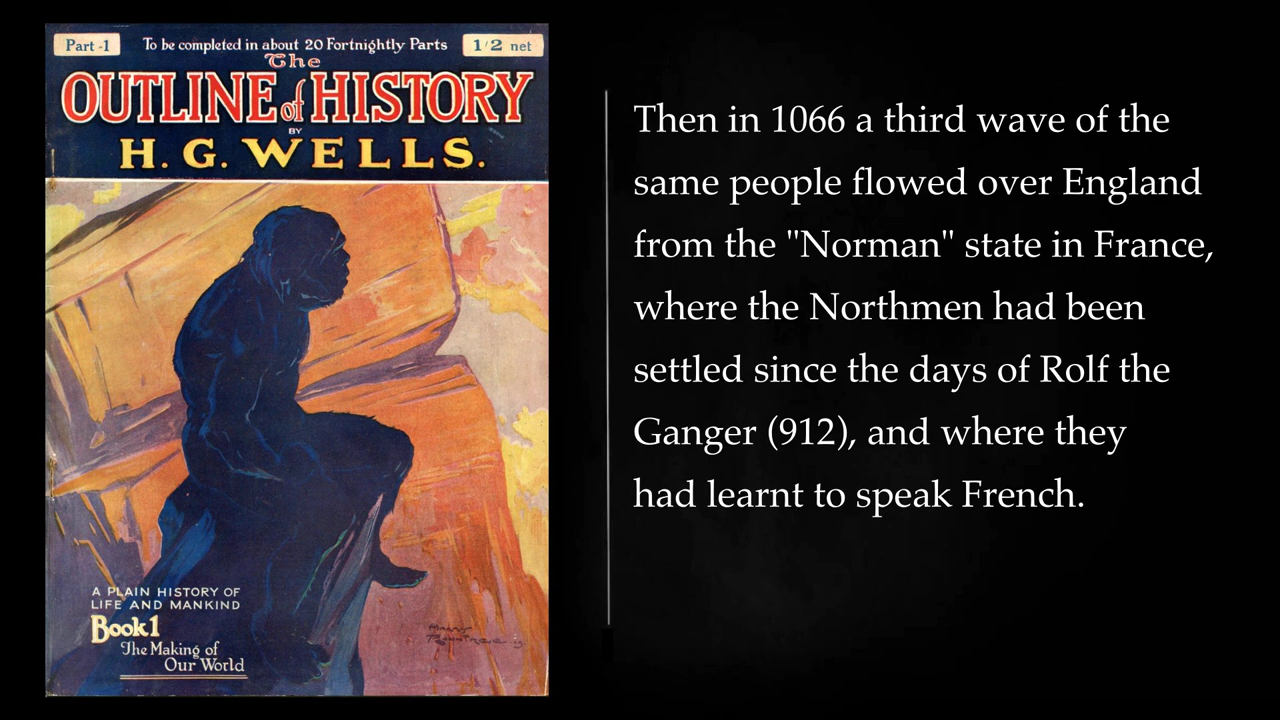 Part -1
To be completed in about 20 Fortnightly Parts
1/2 net
The
OUTLINE of HISTORY
BY
H. G. WELLS.
A PLAIN HISTORY OF
LIFE AND MANKIND
Book 1
The Making of
Our World
Then in 1066 a third wave of the
same people flowed over England
from the "Norman" state in France,
where the Northmen had been
settled since the days of Rolf the
Ganger (912), and where they
had learnt to speak French.